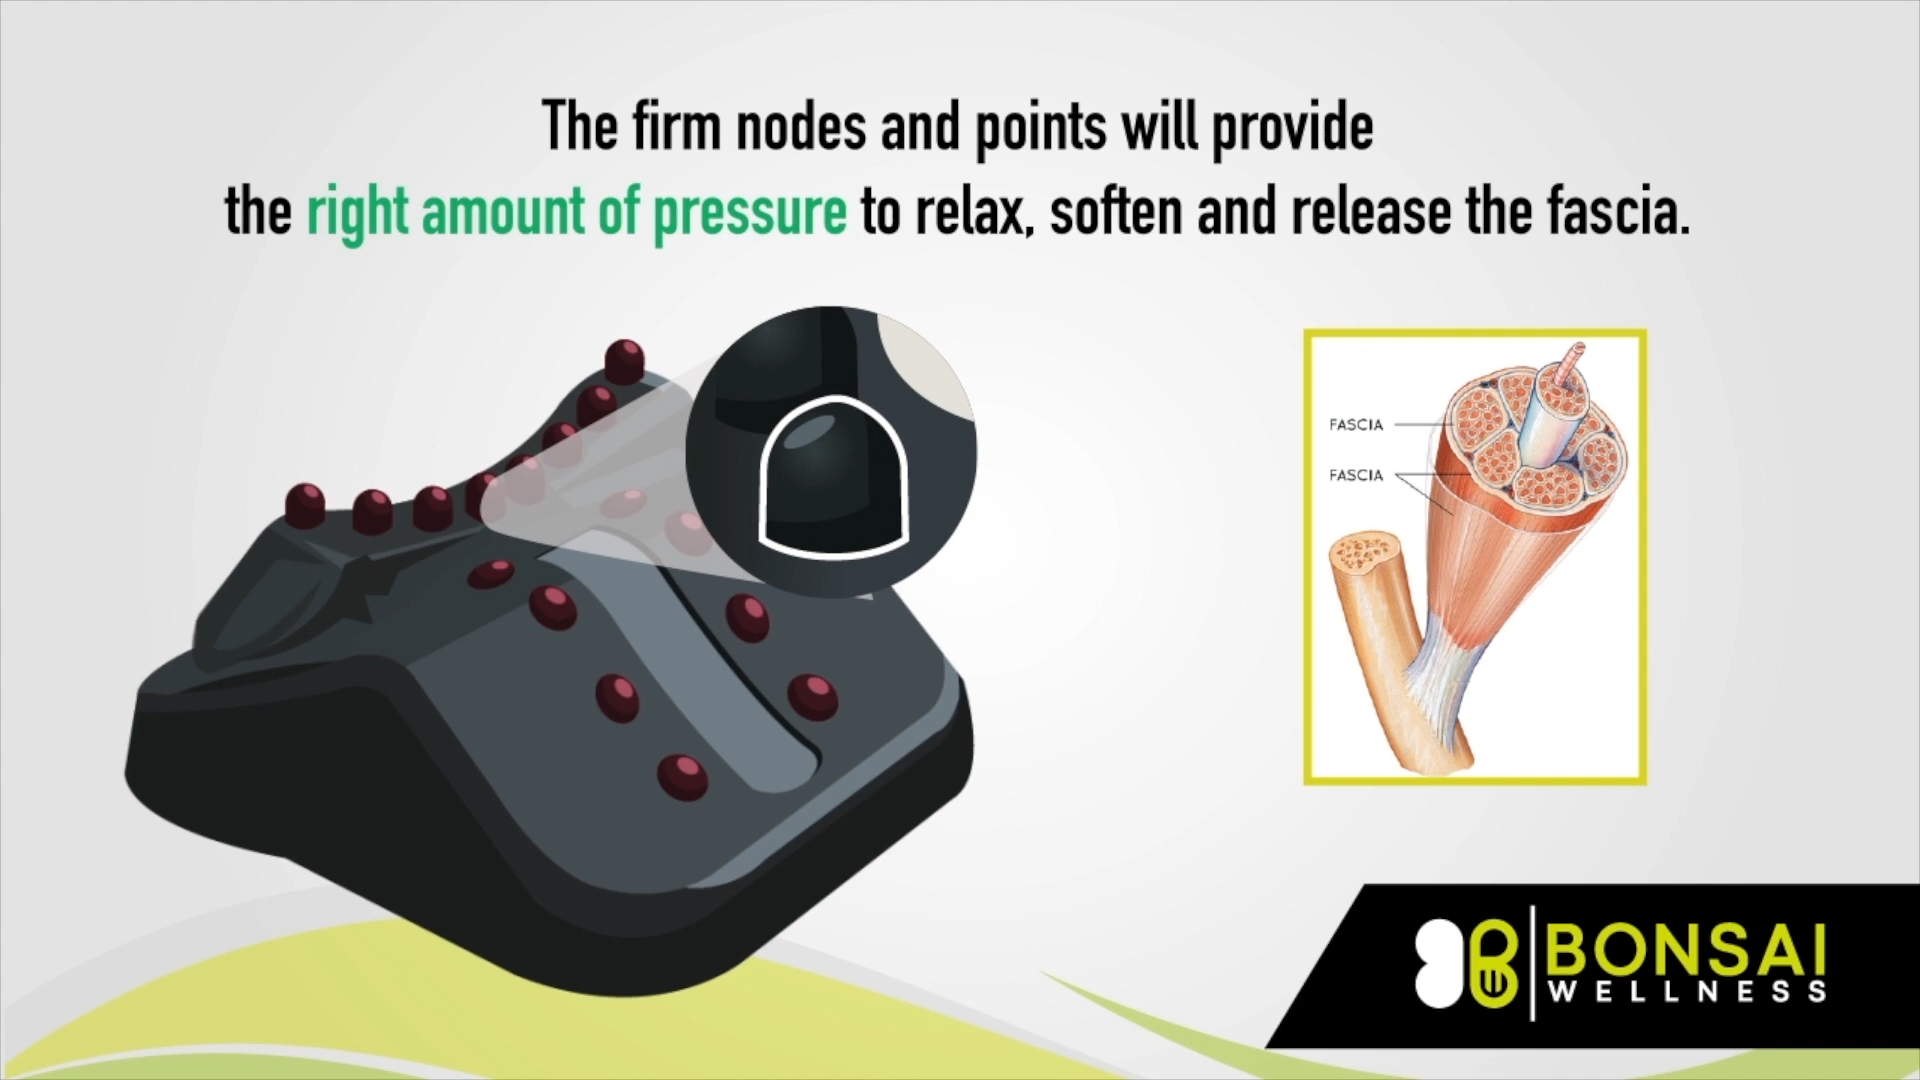 The firm nodes and points will provide
the right amount of pressure to relax, soften and release the fascia.
FASCIA
FASCIA
BONSAI
WELLNESS